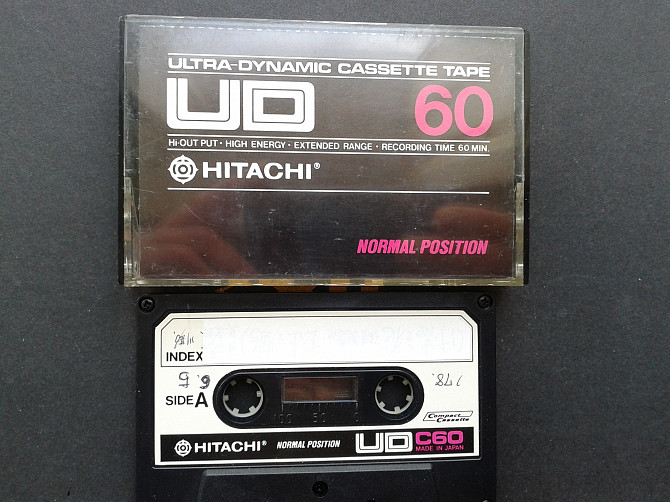 ULTRA-DYNAMIC CASSETTE TAPE
UD 60
Hi-OUT PUT · HIGH ENERGY · EXTENDED RANGE · RECORDING TIME 60 MIN.
HITACHI®
NORMAL POSITION
INDEX
SIDE A
100 50 0
Compact
Cassette
HITACHI® NORMAL POSITION UD C60
MADE IN JAPAN